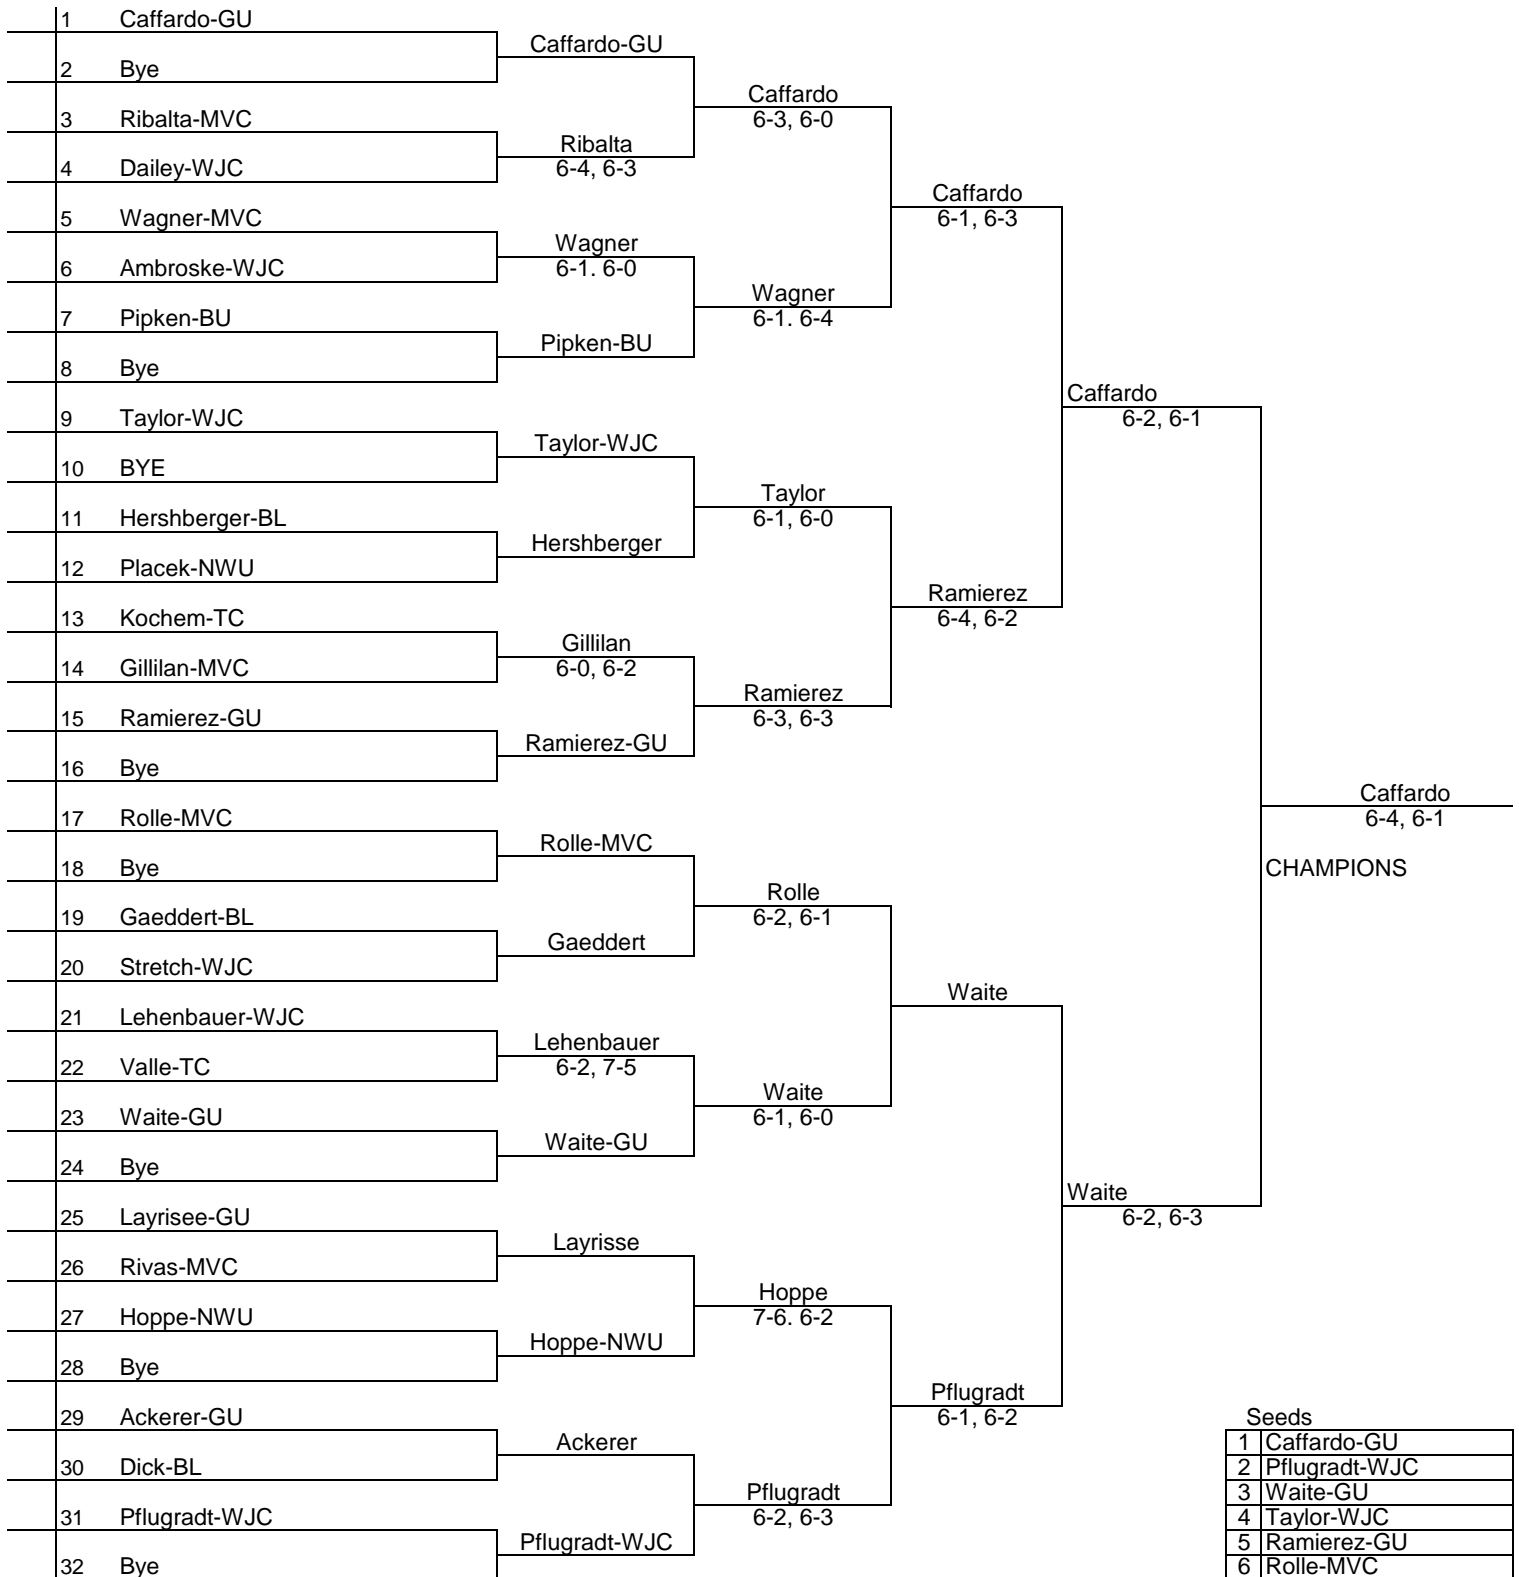 1 Caffardo-GU
Caffardo-GU
2 Bye
Caffardo
3 Ribalta-MVC
6-3, 6-0
Ribalta
4 Dailey-WJC
6-4, 6-3
Caffardo
5 Wagner-MVC
6-1, 6-3
Wagner
6 Ambroske-WJC
6-1. 6-0
Wagner
7 Pipken-BU
6-1. 6-4
Pipken-BU
8 Bye
Caffardo
9 Taylor-WJC
6-2, 6-1
Taylor-WJC
10 BYE
Taylor
11 Hershberger-BL
6-1, 6-0
Hershberger
12 Placek-NWU
Ramierez
13 Kochem-TC
6-4, 6-2
Gillilan
14 Gillilan-MVC
6-0, 6-2
Ramierez
15 Ramierez-GU
6-3, 6-3
Ramierez-GU
16 Bye
Caffardo
17 Rolle-MVC
6-4, 6-1
Rolle-MVC
18 Bye
CHAMPIONS
Rolle
19 Gaeddert-BL
6-2, 6-1
Gaeddert
20 Stretch-WJC
Waite
21 Lehenbauer-WJC
Lehenbauer
22 Valle-TC
6-2, 7-5
Waite
23 Waite-GU
6-1, 6-0
Waite-GU
24 Bye
Waite
25 Layrisee-GU
6-2, 6-3
Layrisse
26 Rivas-MVC
Hoppe
27 Hoppe-NWU
7-6. 6-2
Hoppe-NWU
28 Bye
Pflugradt
29 Ackerer-GU
6-1, 6-2
Ackerer
30 Dick-BL
Pflugradt
31 Pflugradt-WJC
6-2, 6-3
Pflugradt-WJC
32 Bye
Seeds
1 Caffardo-GU
2 Pflugradt-WJC
3 Waite-GU
4 Taylor-WJC
5 Ramierez-GU
6 Rolle-MVC